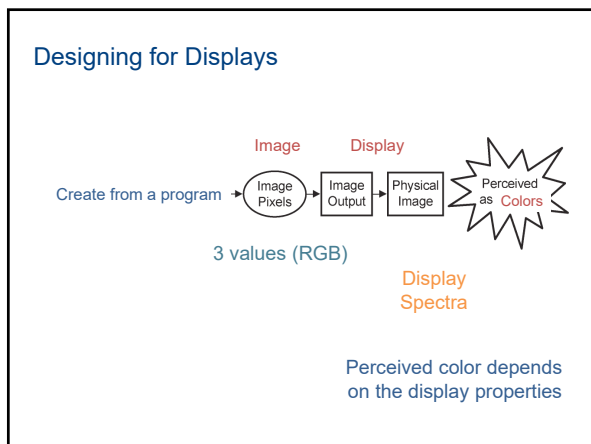 Designing for Displays
Image
Display
Create from a program
Image
Pixels
Image
Output
Physical
Image
Perceived
as Colors
3 values (RGB)
Display
Spectra
Perceived color depends
on the display properties